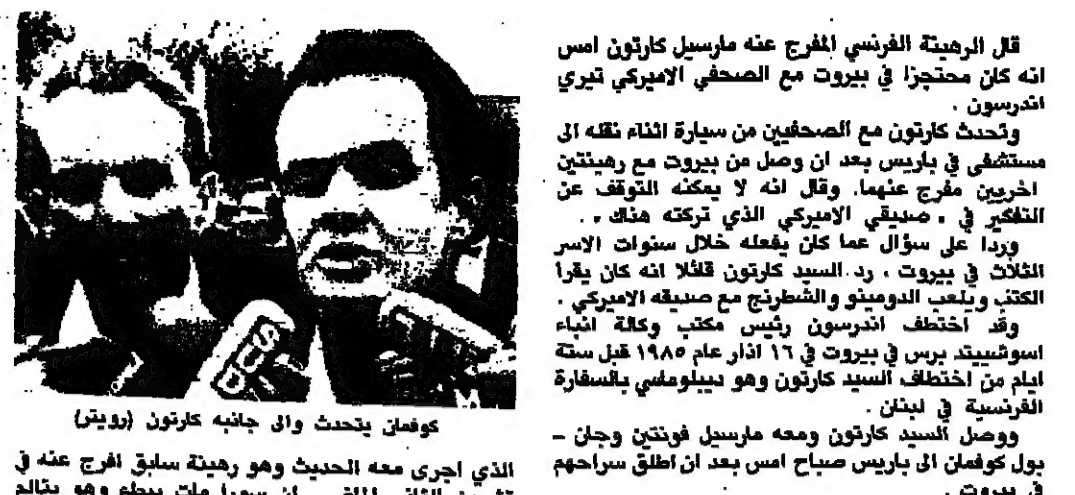 قال الرهينة الفرنسي المفرج عنه مارسيل كارتون امس
انه كان محتجزا في بيروت مع الصحفي الاميركي تيري
اندرسون .
وتحدث كارتون مع الصحفيين من سيارة اثناء نقله الى
مستشفى في باريس بعد ان وصل من بيروت مع رهينتين
اخريين مفرج عنهما. وقال انه لا يمكنه التوقف عن
التفكير في « صديقي الاميركي الذي تركته هناك » .
وردا على سؤال عما كان يفعله خلال سنوات الاسر
الثلاث في بيروت ، رد السيد كارتون قائلا انه كان يقرا
الكتب ويلعب الدومينو والشطرنج مع صديقه الاميركي .
وقد اختطف اندرسون رئيس مكتب وكالة انباء
اسوشييتد برس في بيروت في ١٦ اذار عام ١٩٨٥ قبل ستة
ايام من اختطاف السيد كارتون وهو ديبلوماسي بالسفارة
الفرنسية في لبنان .
ووصل السيد كارتون ومعه مارسيل فونتين وجان –
بول كوفمان الى باريس صباح امس بعد ان اطلق سراحهم
في بيروت .
كوفمان يتحدث والى جانبه كارتون (رويتر)
الذي اجرى معه الحديث وهو رهينة سابق افرج عنه في
الثاني ان مات ببطء وهو